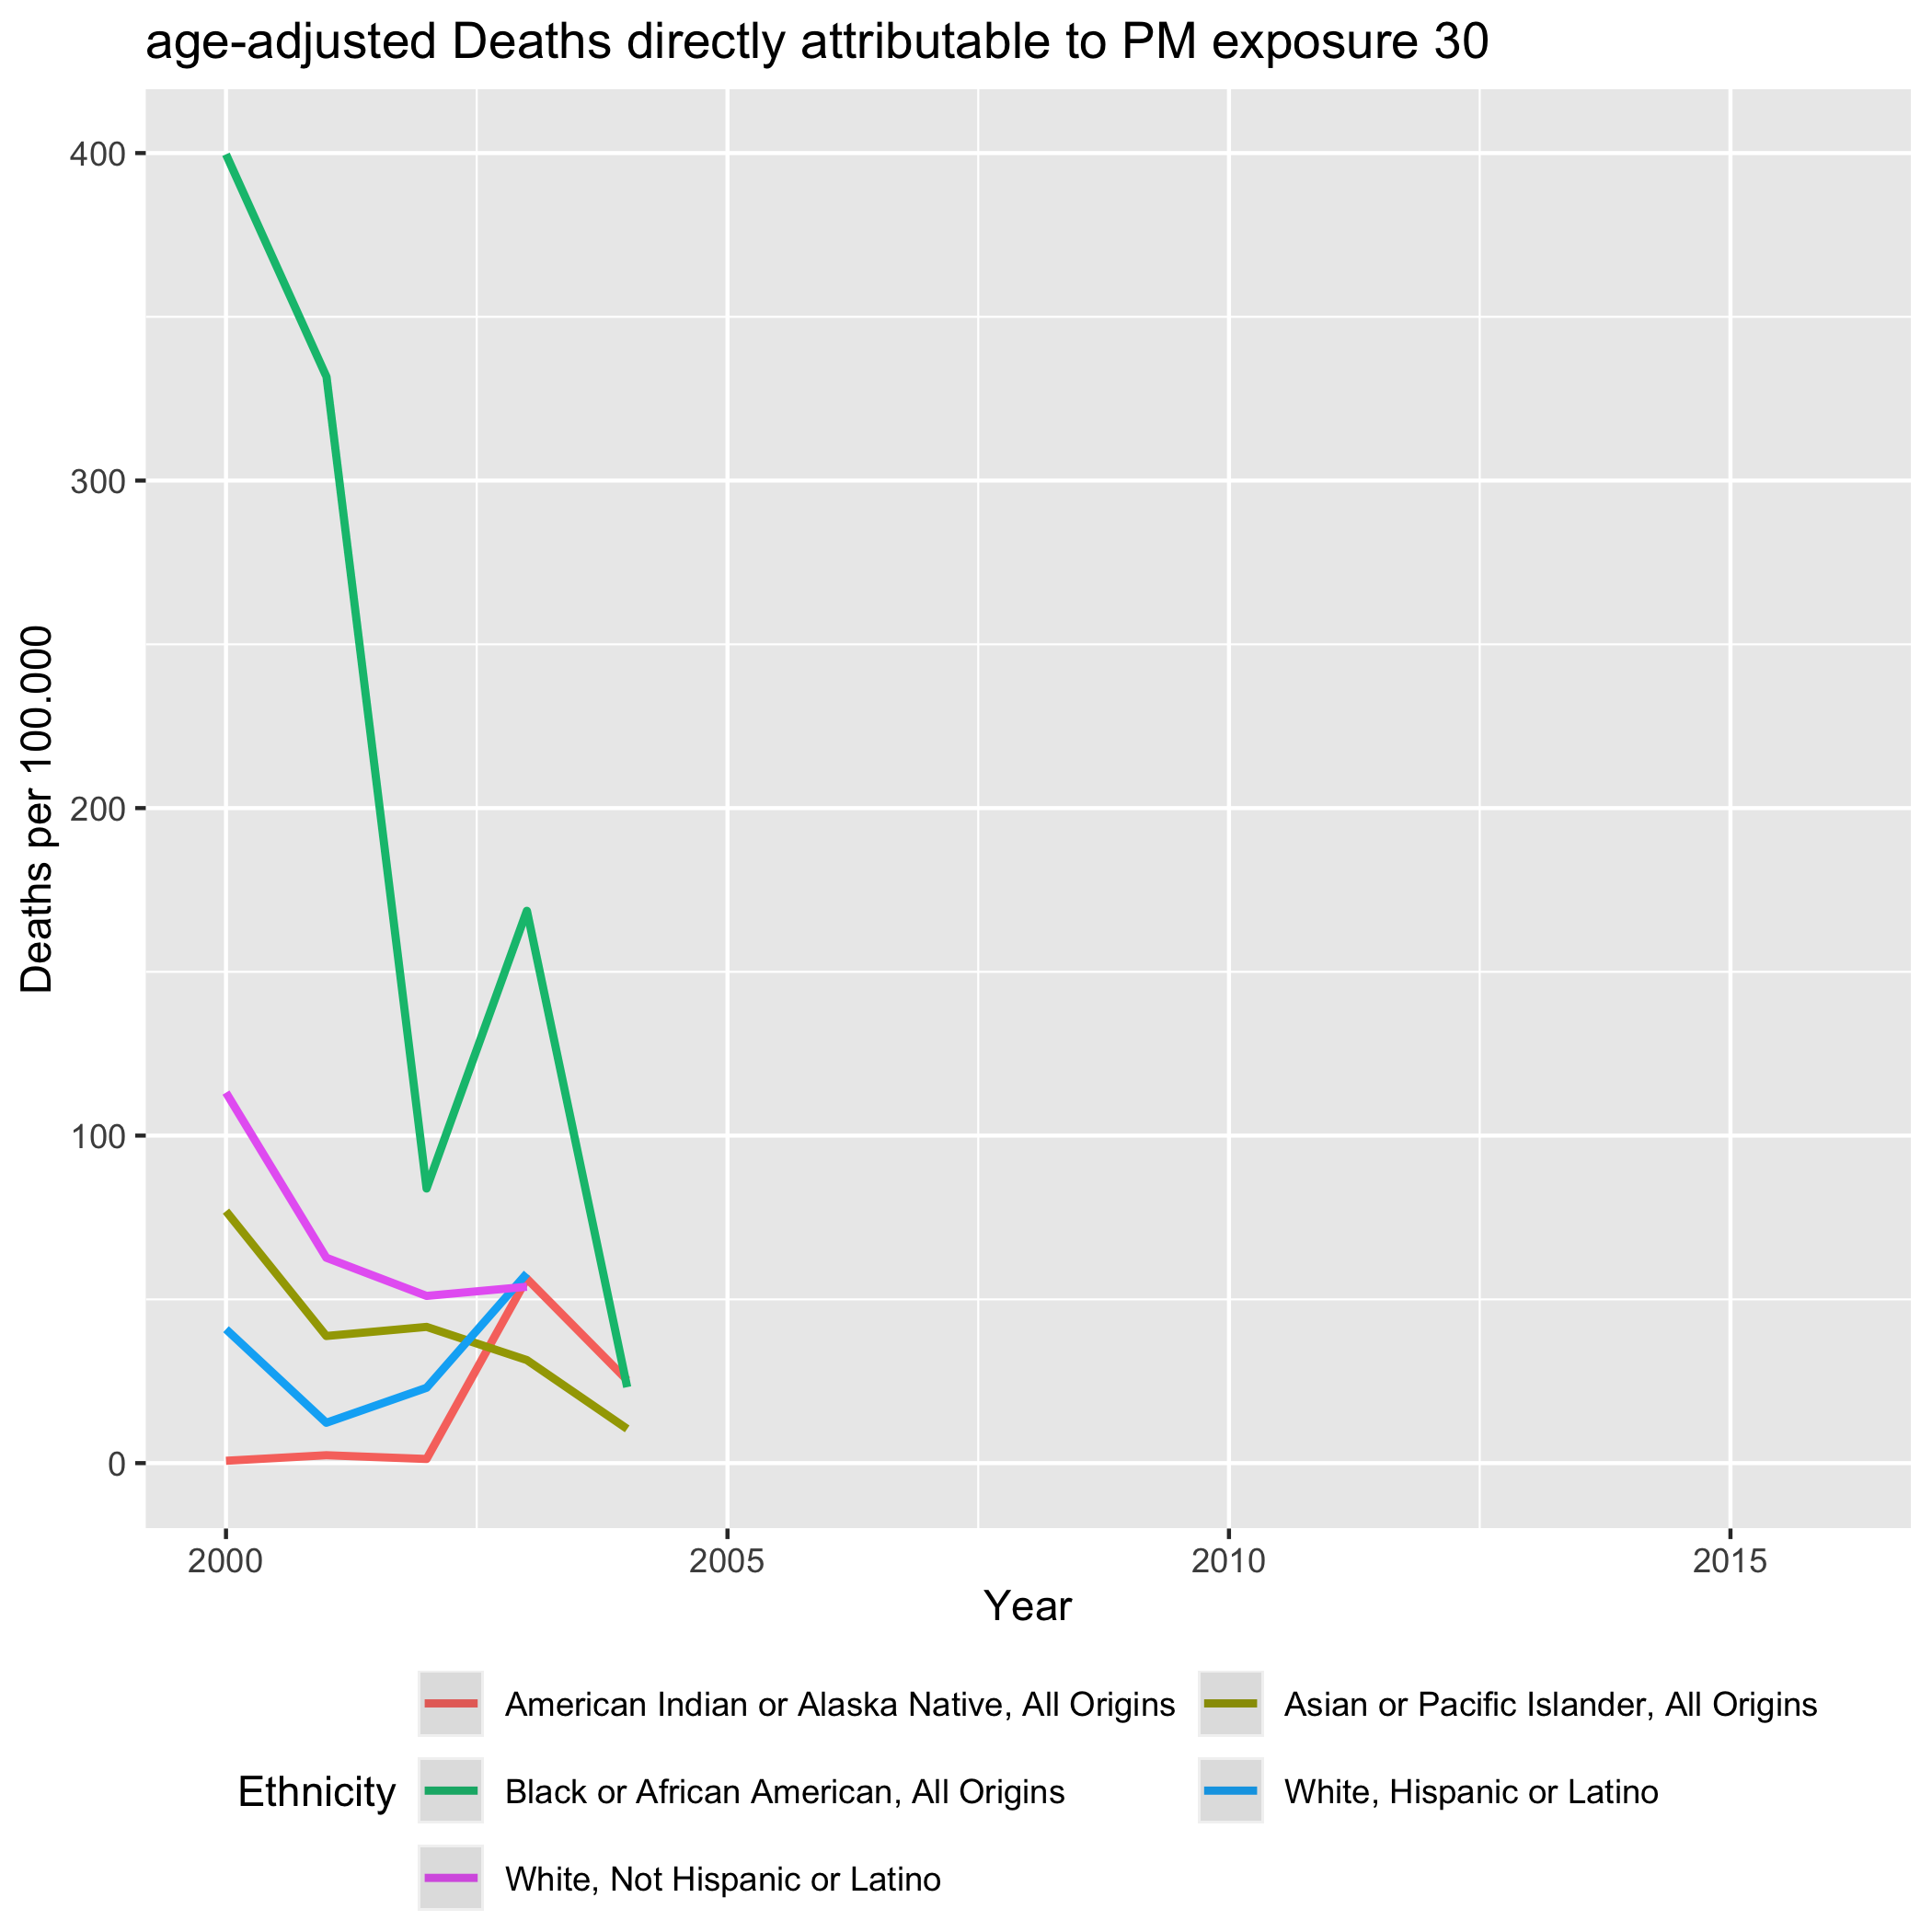 age-adjusted Deaths directly attributable to PM exposure 30
Deaths per 100.000
400
300
200
100
0
2000 2005 2010 2015
Year
Ethnicity
American Indian or Alaska Native, All Origins
Asian or Pacific Islander, All Origins
Black or African American, All Origins
White, Hispanic or Latino
White, Not Hispanic or Latino